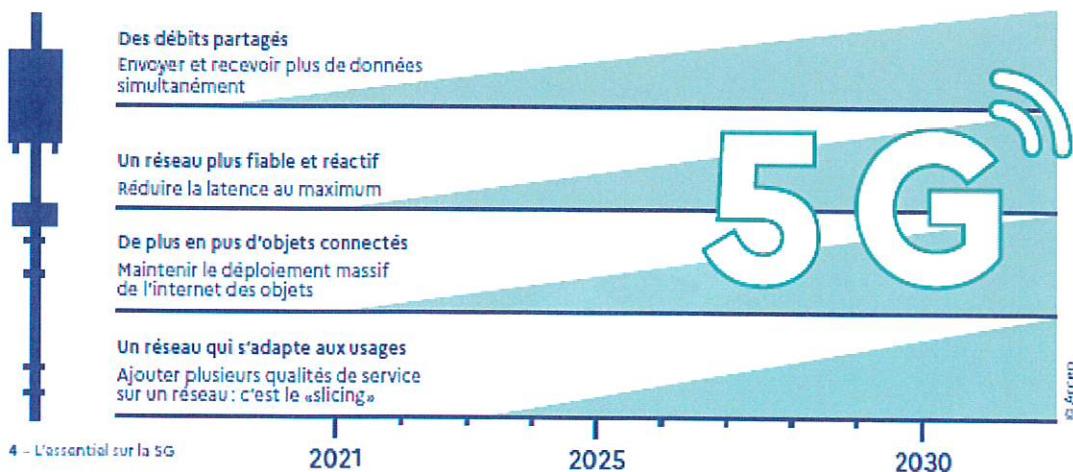 Des débits partagés
Envoyer et recevoir plus de données
simultanément
Un réseau plus fiable et réactif
Réduire la latence au maximum
De plus en pus d'objets connectés
Maintenir le déploiement massif
de l'internet des objets
Un réseau qui s'adapte aux usages
Ajouter plusieurs qualités de service
sur un réseau : c'est le «slicing»
5G
© Arcep
4 – L'essentiel sur la 5G
2021
2025
2030